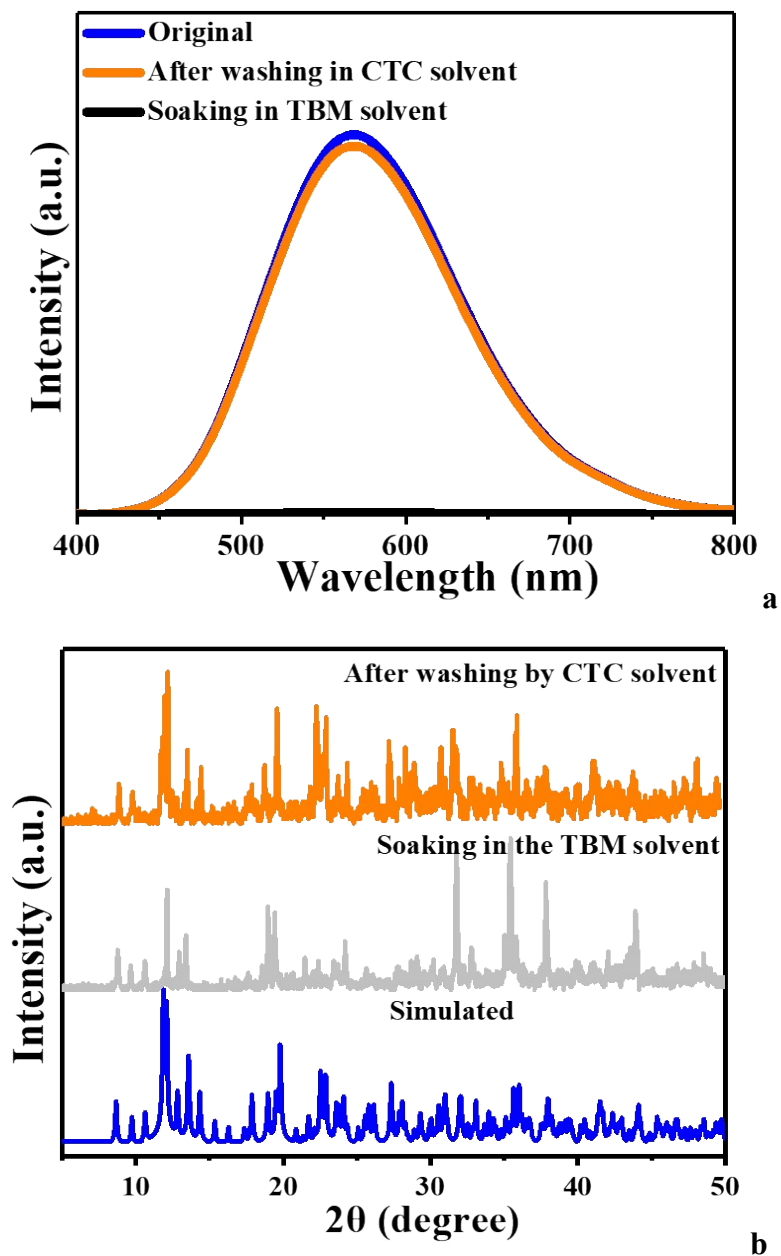 Original
After washing in CTC solvent
Soaking in TBM solvent
Intensity (a.u.)
400 500 600 700 800
Wavelength (nm)
a
After washing by CTC solvent
Soaking in the TBM solvent
Simulated
Intensity (a.u.)
10 20 30 40 50
2θ (degree)
b